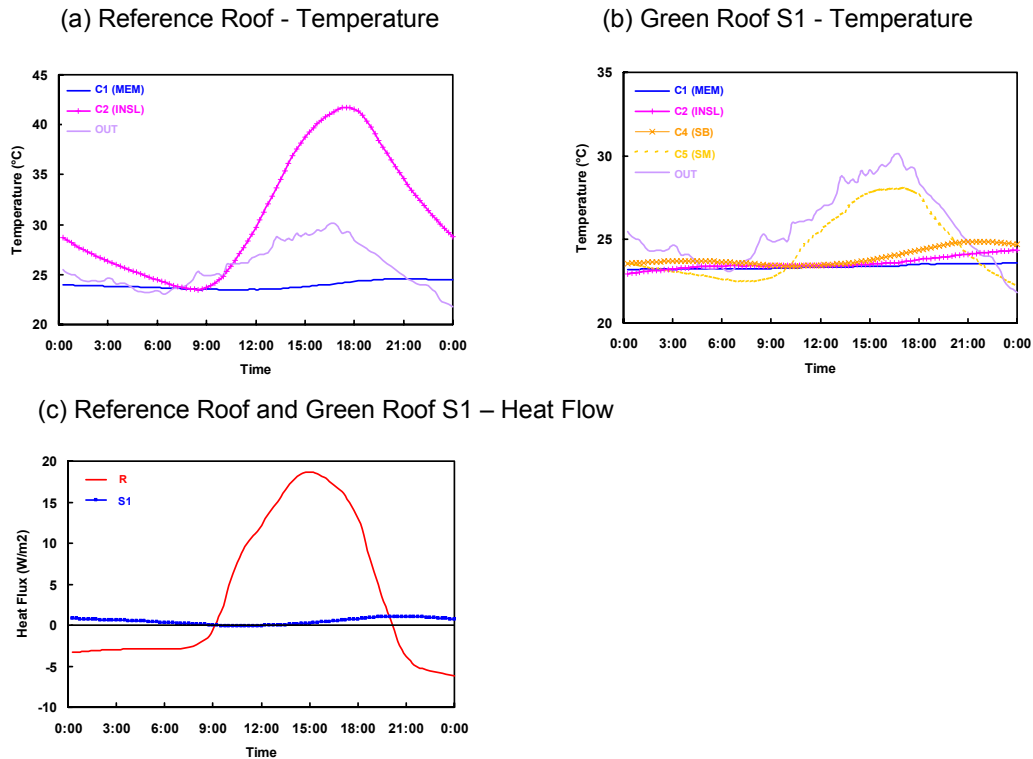 (a) Reference Roof - Temperature
45
40
35
30
25
20
Temperature (°C)
C1 (MEM)
C2 (INSL)
OUT
0:00 3:00 6:00 9:00 12:00 15:00 18:00 21:00 0:00
Time
(b) Green Roof S1 - Temperature
35
30
25
20
Temperature (°C)
C1 (MEM)
C2 (INSL)
C4 (SB)
C5 (SM)
OUT
0:00 3:00 6:00 9:00 12:00 15:00 18:00 21:00 0:00
Time
(c) Reference Roof and Green Roof S1 – Heat Flow
20
15
10
5
0
-5
-10
Heat Flux (W/m2)
R
S1
0:00 3:00 6:00 9:00 12:00 15:00 18:00 21:00 0:00
Time